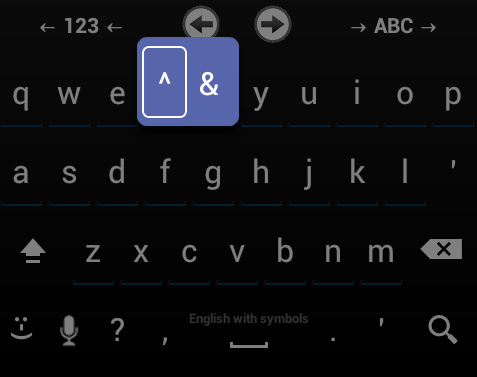 ← 123 ← → ABC →
q w e ^ & y u i o p
a s d f g h j k l '
z x c v b n m
? , English with symbols . '